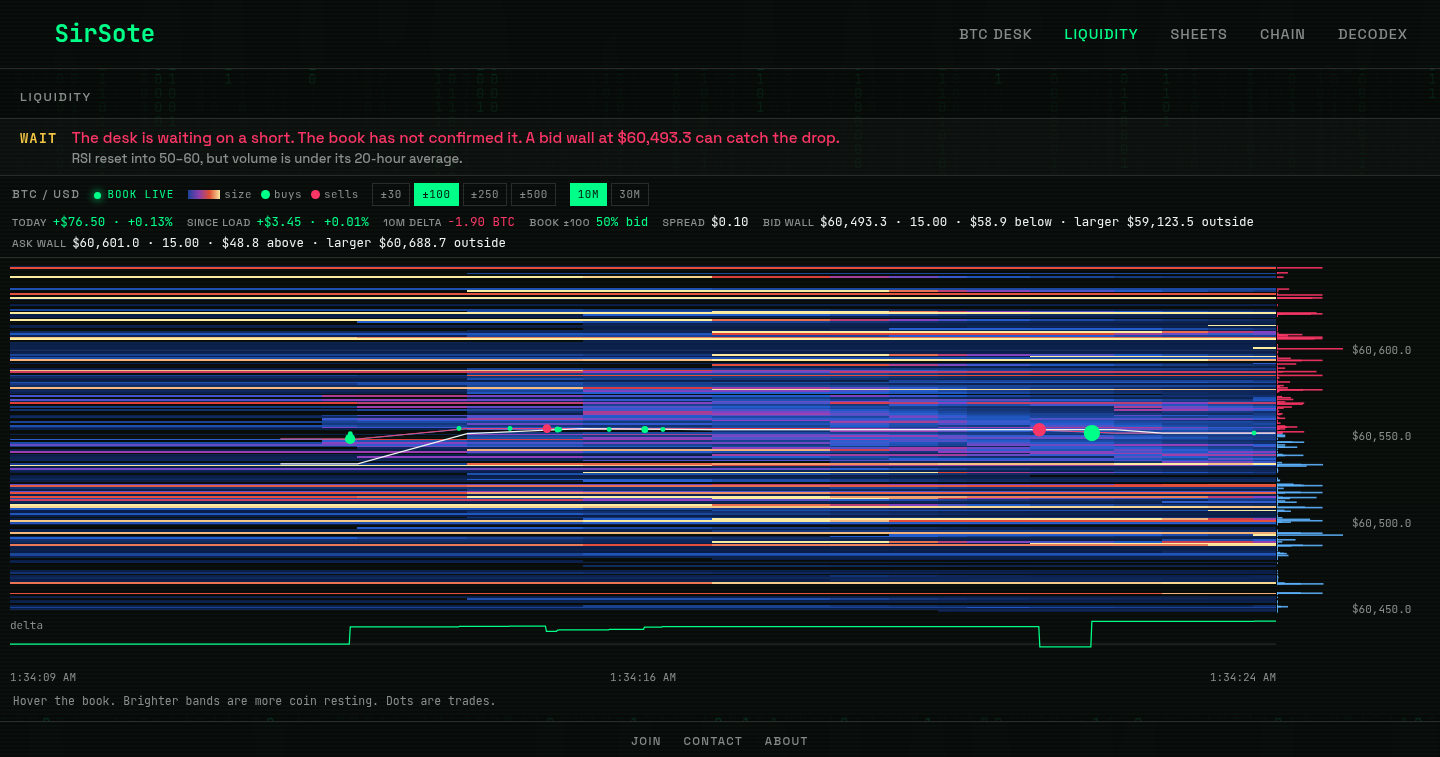 SirSote
BTC DESK LIQUIDITY SHEETS CHAIN DECODEX
LIQUIDITY
WAIT The desk is waiting on a short. The book has not confirmed it. A bid wall at $60,493.3 can catch the drop.
RSI reset into 50–60, but volume is under its 20-hour average.
BTC / USD BOOK LIVE size buys sells ±30 ±100 ±250 ±500 10M 30M
TODAY +$76.50 · +0.13% SINCE LOAD +$3.45 · +0.01% 10M DELTA -1.90 BTC BOOK ±100 50% bid SPREAD $0.10 BID WALL $60,493.3 · 15.00 · $58.9 below · larger $59,123.5 outside
ASK WALL $60,601.0 · 15.00 · $48.8 above · larger $60,688.7 outside
$60,600.0
$60,550.0
$60,500.0
$60,450.0
delta
1:34:09 AM 1:34:16 AM 1:34:24 AM
Hover the book. Brighter bands are more coin resting. Dots are trades.
JOIN CONTACT ABOUT